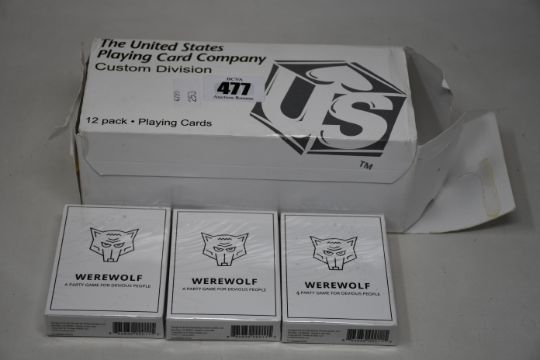 The United States
Playing Card Company
Custom Division
BCVA
477
Auction Rooms
253
12 pack • Playing Cards
US
TM
WEREWOLF
A PARTY GAME FOR DEVIOUS PEOPLE
WEREWOLF
A PARTY GAME FOR DEVIOUS PEOPLE
WEREWOLF
A PARTY GAME FOR DEVIOUS PEOPLE